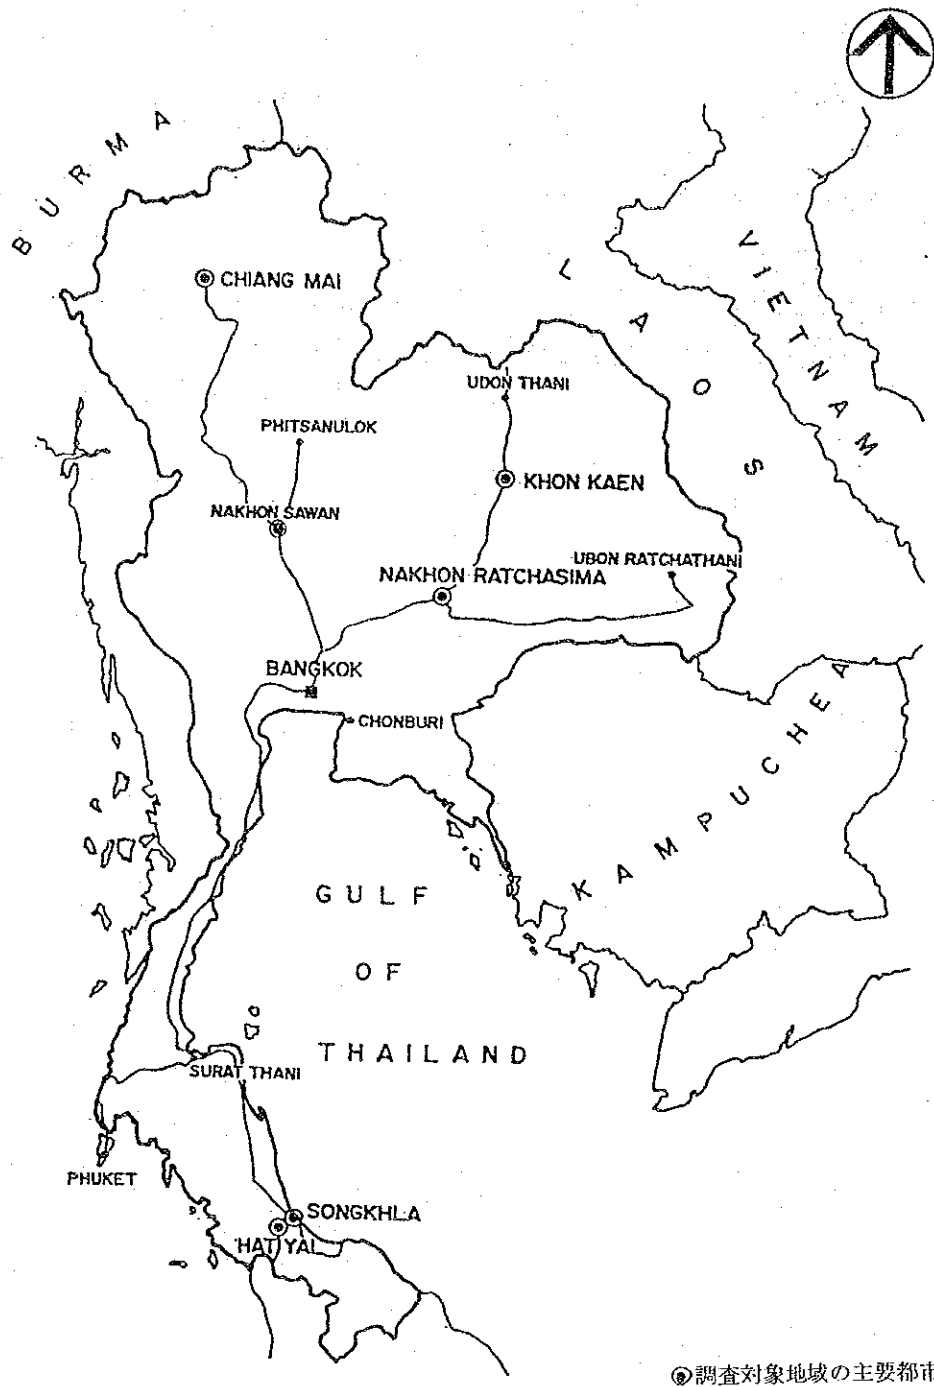 BURMA
CHIANG MAI
LAOS
VIETNAM
UDON THANI
PHITSANULOK
KHON KAEN
NAKHON SAWAN
UBON RATCHATHANI
NAKHON RATCHASIMA
BANGKOK
CHONBURI
KAMPUCHEA
GULF
OF
THAILAND
SURAT THANI
PHUKET
SONGKHLA
HAT YAI
◉調査対象地域の主要都市